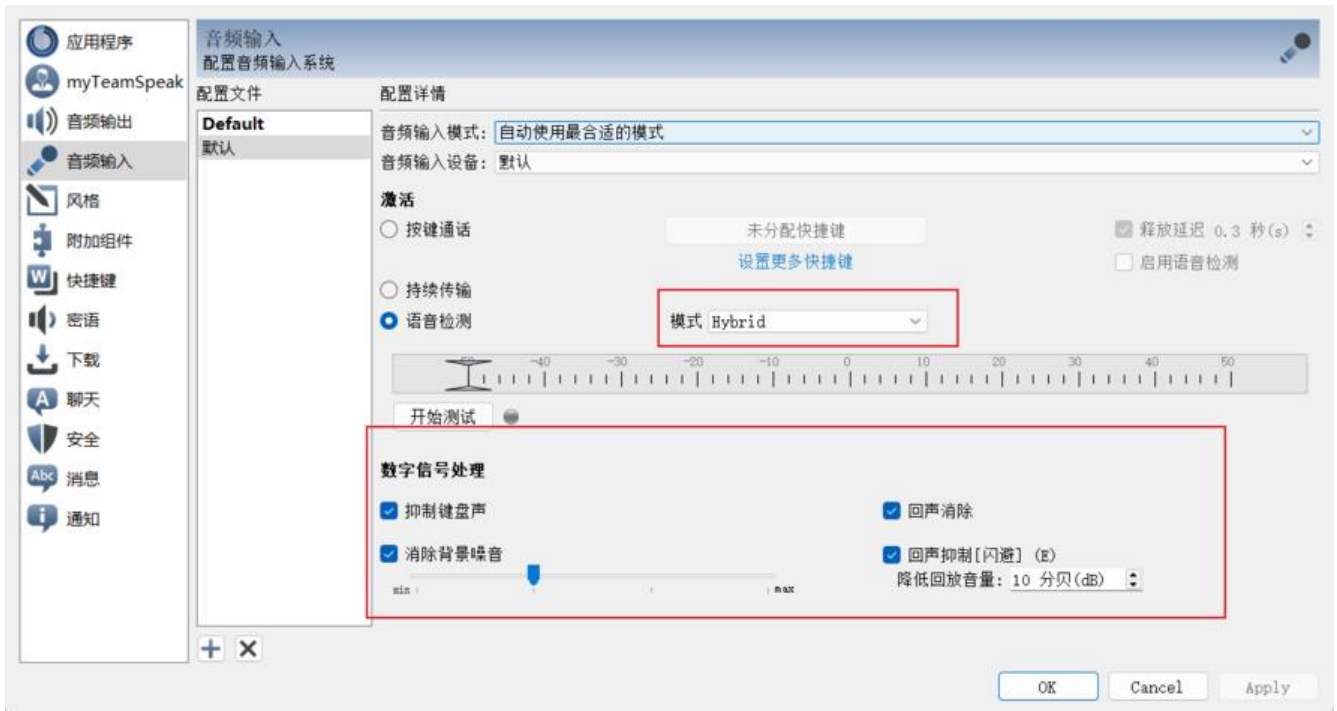 应用程序
myTeamSpeak
音频输出
音频输入
风格
附加组件
快捷键
密语
下载
聊天
安全
消息
通知
音频输入
配置音频输入系统
配置文件
Default
默认
配置详情
音频输入模式: 自动使用最合适的模式
音频输入设备: 默认
激活
按键通话 未分配快捷键 释放延迟 0.3 秒(s)
设置更多快捷键 启用语音检测
持续传输
语音检测 模式 Hybrid
-50 -40 -30 -20 -10 0 10 20 30 40 50
开始测试
数字信号处理
抑制键盘声 回声消除
消除背景噪音 回声抑制[闪避] (E)
min max 降低回放音量: 10 分贝(dB)
OK Cancel Apply